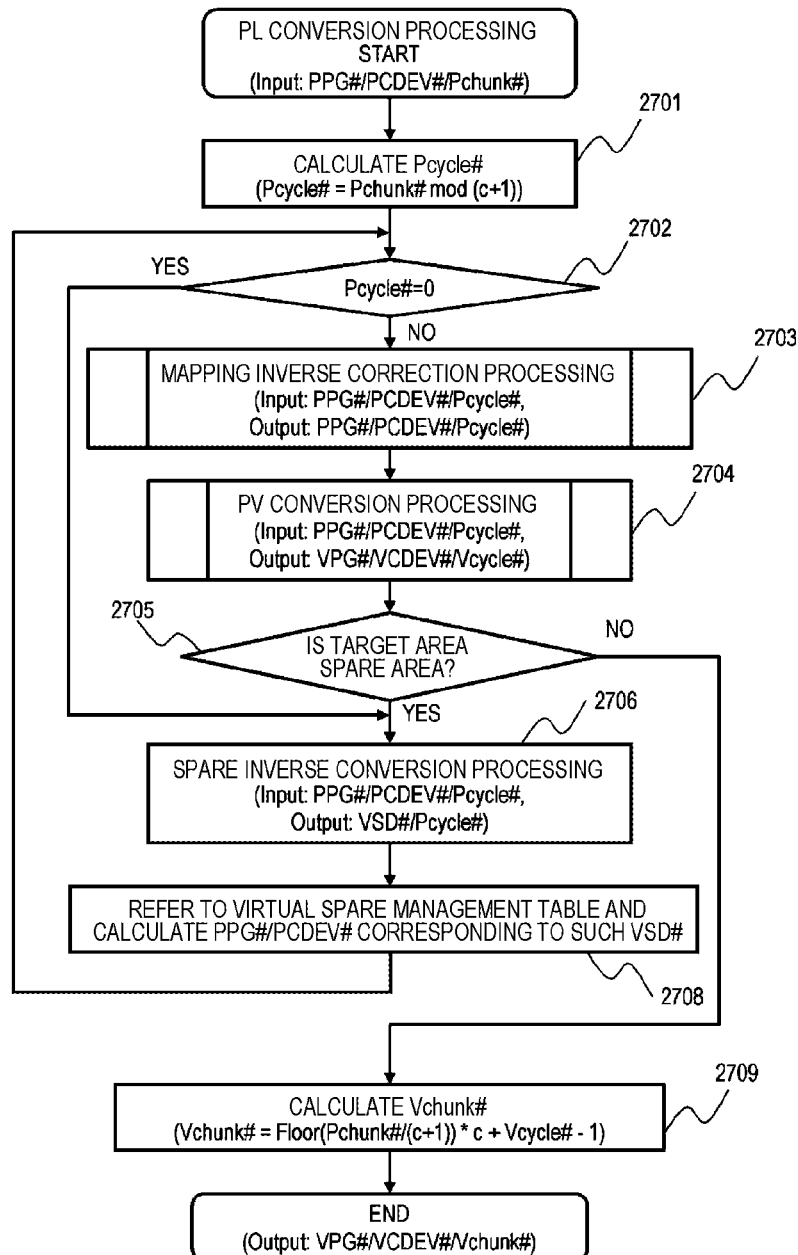 PL CONVERSION PROCESSING
START
(Input: PPG#/PCDEV#/Pchunk#)
2701
CALCULATE Pcycle#
(Pcycle# = Pchunk# mod (c+1))
2702
YES
Pcycle#=0
NO
2703
MAPPING INVERSE CORRECTION PROCESSING
(Input: PPG#/PCDEV#/Pcycle#,
Output: PPG#/PCDEV#/Pcycle#)
2704
PV CONVERSION PROCESSING
(Input: PPG#/PCDEV#/Pcycle#,
Output: VPG#/VCDEV#/Vcycle#)
2705
NO
IS TARGET AREA
SPARE AREA?
YES
2706
SPARE INVERSE CONVERSION PROCESSING
(Input: PPG#/PCDEV#/Pcycle#,
Output: VSD#/Pcycle#)
REFER TO VIRTUAL SPARE MANAGEMENT TABLE AND
CALCULATE PPG#/PCDEV# CORRESPONDING TO SUCH VSD#
2708
2709
CALCULATE Vchunk#
(Vchunk# = Floor(Pchunk#/(c+1)) * c + Vcycle# - 1)
END
(Output: VPG#/VCDEV#/Vchunk#)